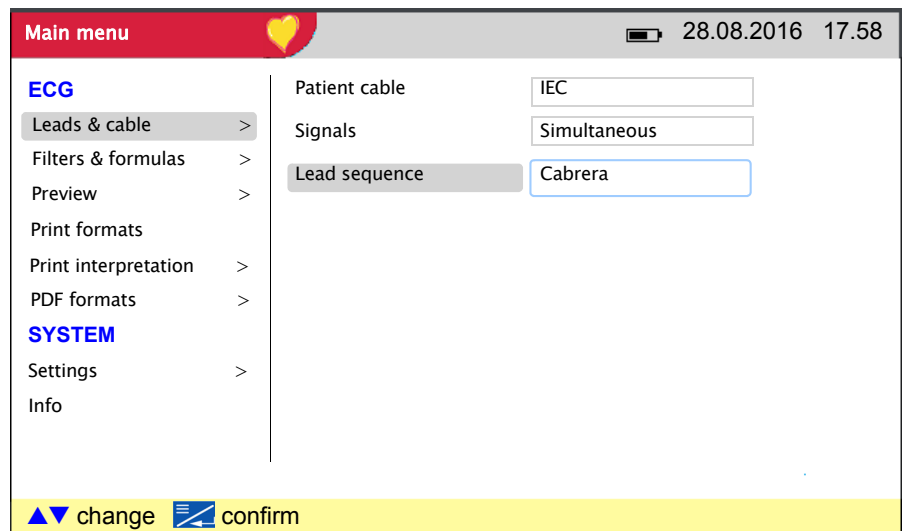 Main menu 28.08.2016 17.58
ECG
Leads & cable >
Filters & formulas >
Preview >
Print formats
Print interpretation >
PDF formats >
SYSTEM
Settings >
Info
Patient cable IEC
Signals Simultaneous
Lead sequence Cabrera
▲▼ change confirm